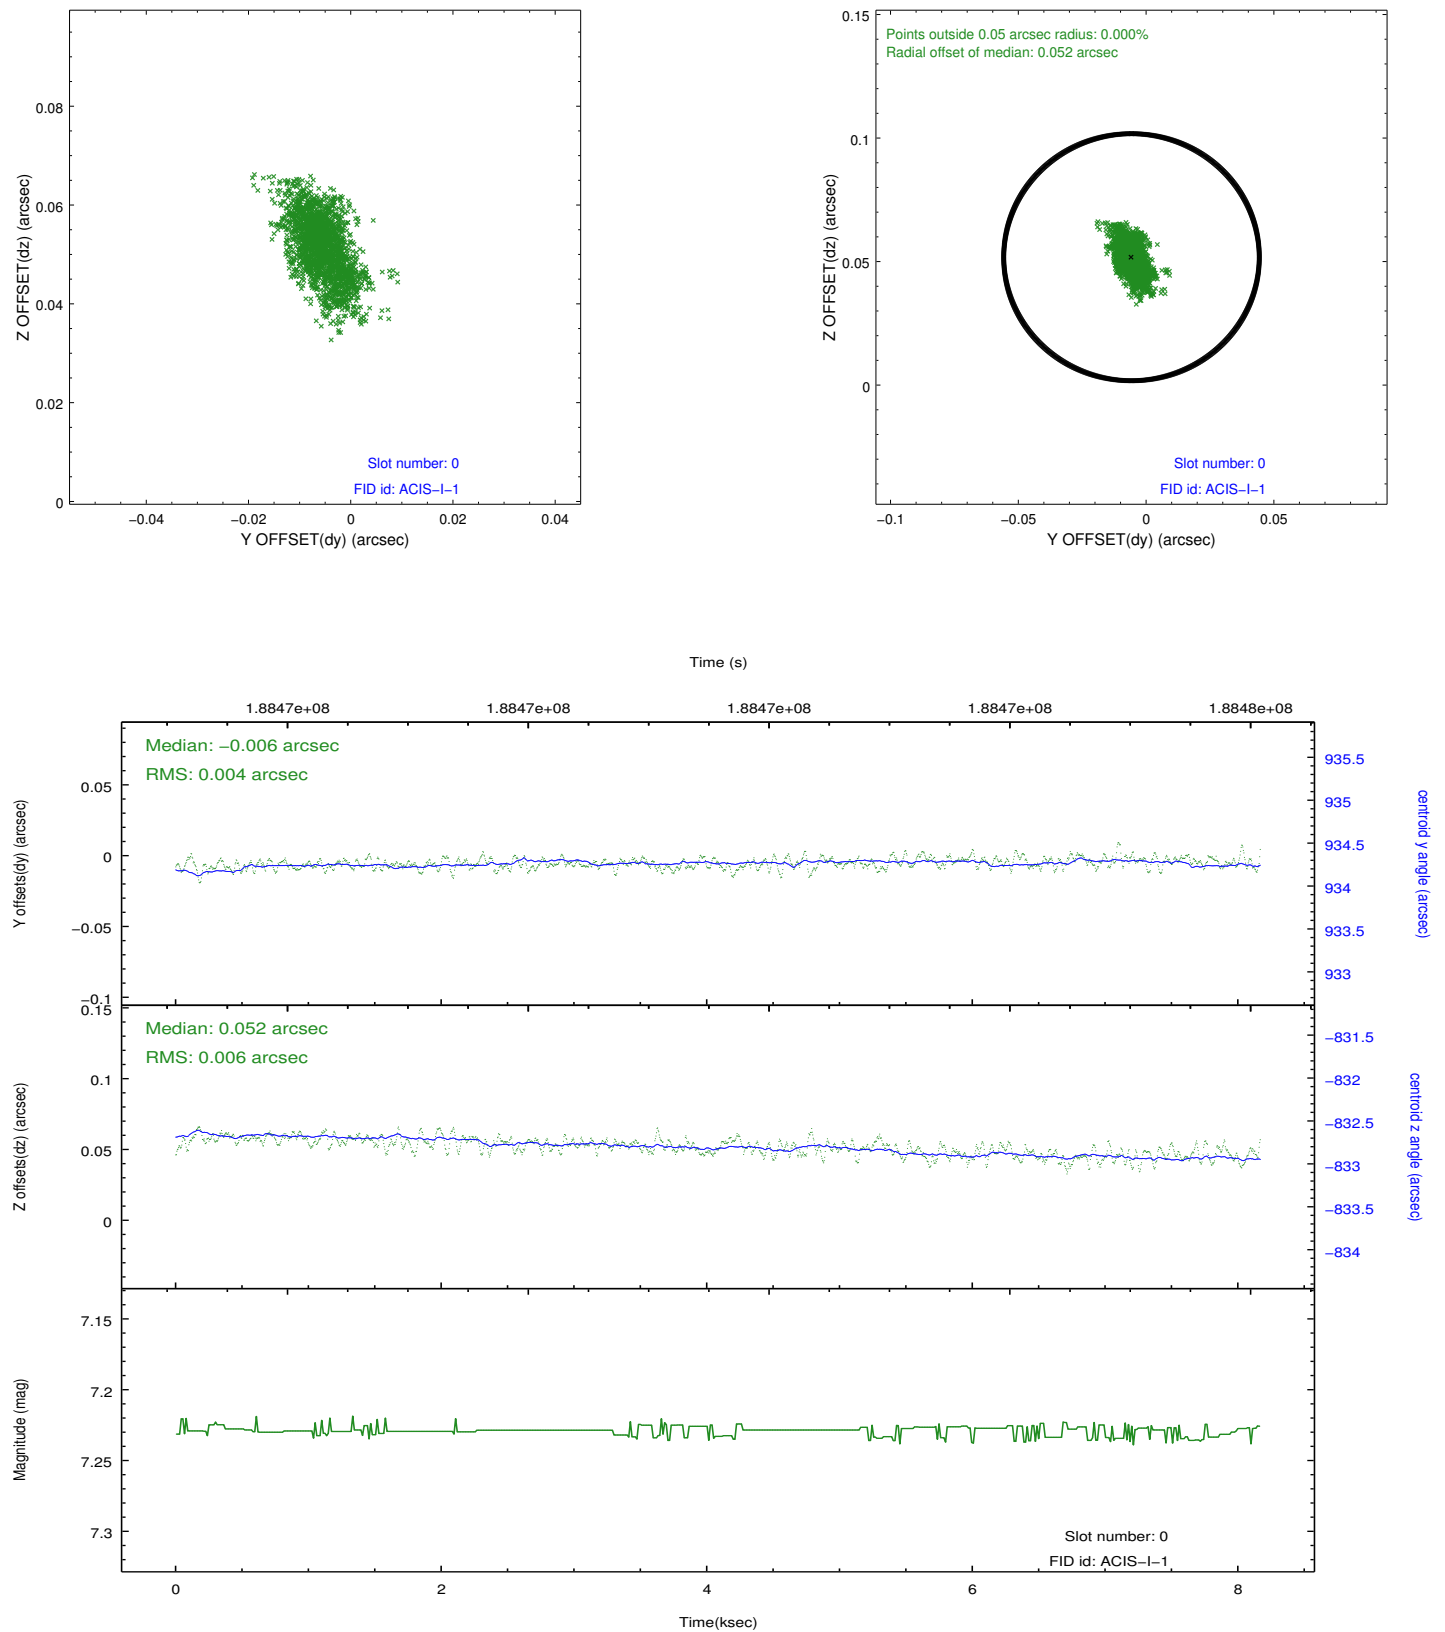 0.08
0.06
0.04
0.02
0
−0.04
−0.02
0
0.02
0.04
Z OFFSET(dz) (arcsec)
Y OFFSET(dy) (arcsec)
Slot number: 0
FID id: ACIS−I−1
Points outside 0.05 arcsec radius: 0.000%
Radial offset of median: 0.052 arcsec
0.15
0.1
0.05
0
−0.1
−0.05
0
0.05
Z OFFSET(dz) (arcsec)
Y OFFSET(dy) (arcsec)
Slot number: 0
FID id: ACIS−I−1
Time (s)
1.8847e+08
1.8847e+08
1.8847e+08
1.8847e+08
1.8848e+08
Median: −0.006 arcsec
RMS: 0.004 arcsec
0.05
0
−0.05
−0.1
Y offsets(dy) (arcsec)
935.5
935
934.5
934
933.5
933
centroid y angle (arcsec)
Median: 0.052 arcsec
RMS: 0.006 arcsec
0.15
0.1
0.05
0
Z offsets(dz) (arcsec)
−831.5
−832
−832.5
−833
−833.5
−834
centroid z angle (arcsec)
7.15
7.2
7.25
7.3
Magnitude (mag)
Slot number: 0
FID id: ACIS−I−1
0
2
4
6
8
Time(ksec)